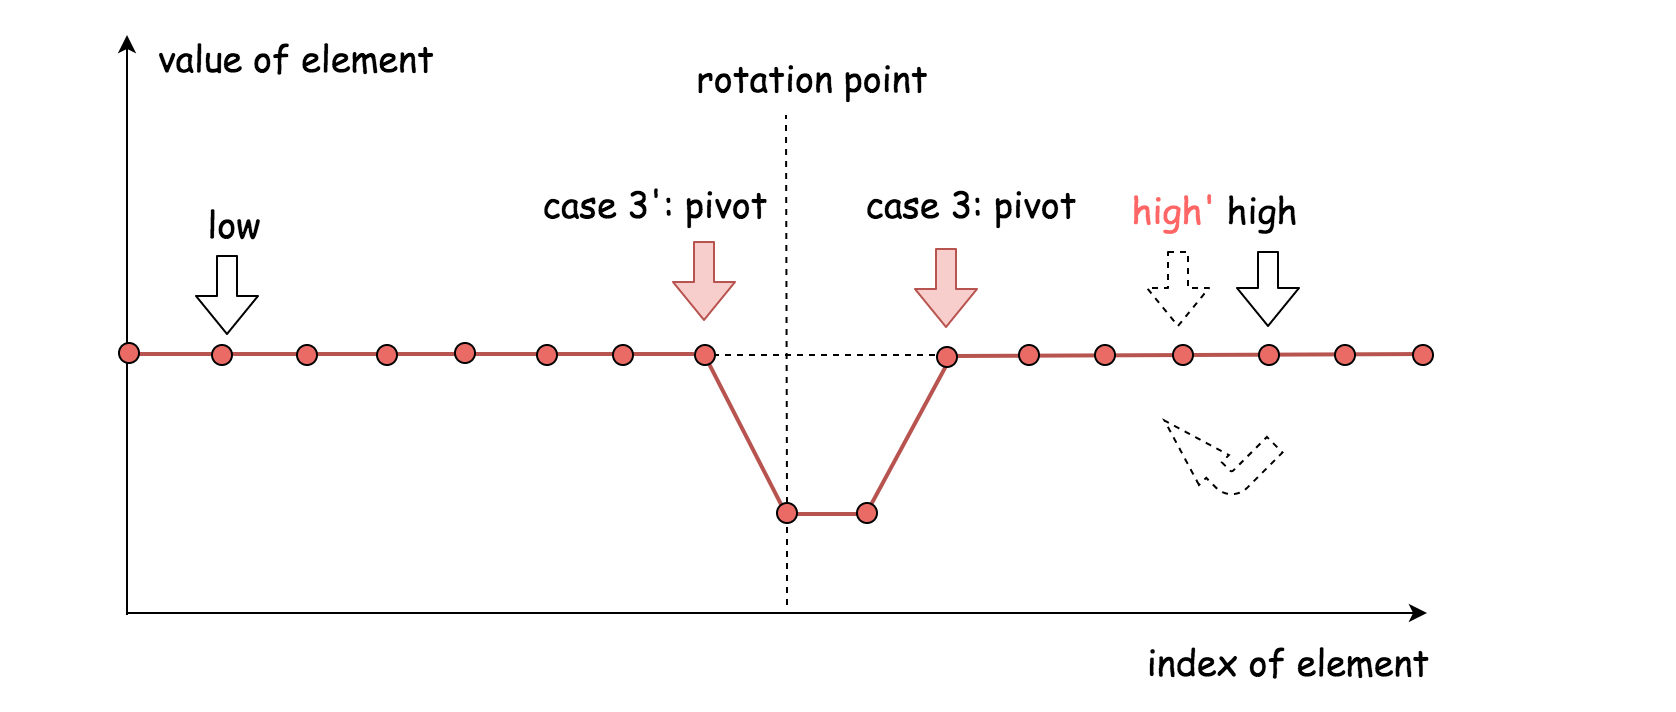 value of element
rotation point
case 3': pivot
case 3: pivot
high' high
low
index of element